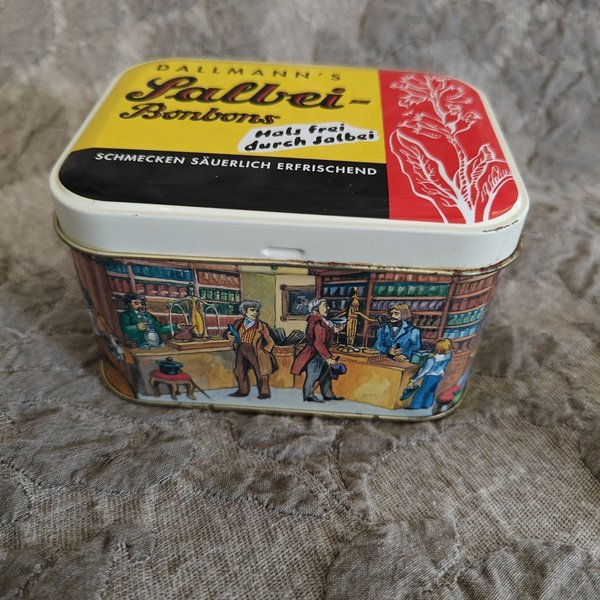 DALLMANN'S
Salbei-
Bonbons
Hals frei
durch Salbei
SCHMECKEN SÄUERLICH ERFRISCHEND